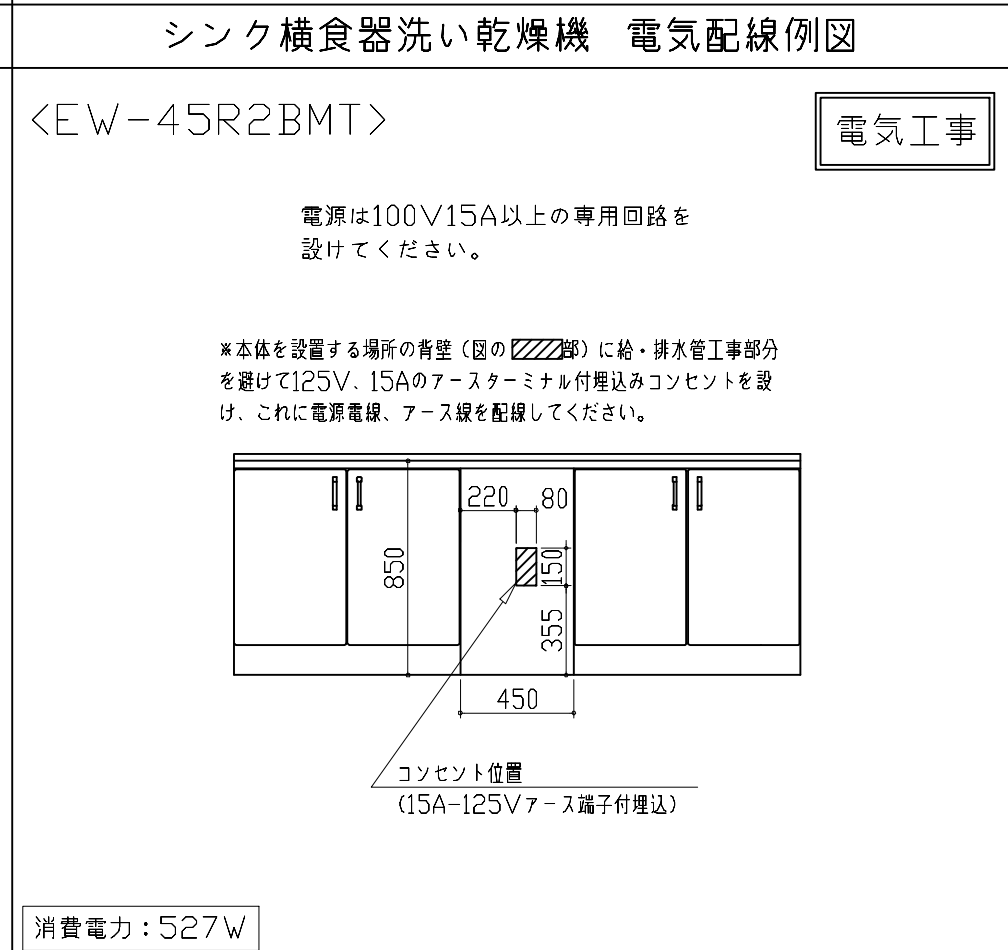 シンク横食器洗い乾燥機 電気配線例図
<EW-45R2BMT>
電気工事
電源は100V15A以上の専用回路を
設けてください。
※本体を設置する場所の背壁(図の 部)に給・排水管工事部分
を避けて125V、15Aのアースターミナル付埋込みコンセントを設
け、これに電源電線、アース線を配線してください。
220
80
850
150
355
450
コンセント位置
(15A-125Vアース端子付埋込)
消費電力:527W